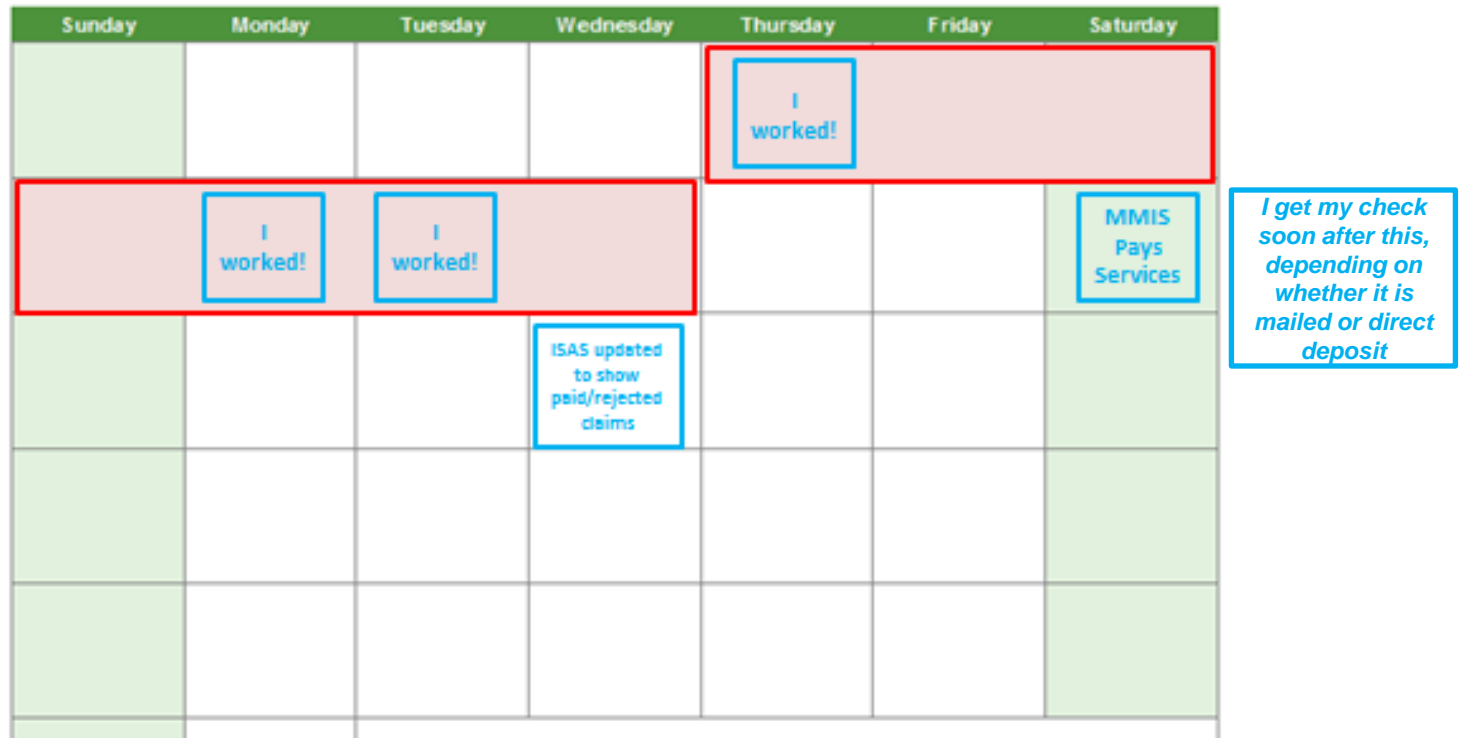 Sunday Monday Tuesday Wednesday Thursday Friday Saturday
I
worked!
I
worked!
I
worked!
MMIS
Pays
Services
I get my check
soon after this,
depending on
whether it is
mailed or direct
deposit
ISAS updated
to show
paid/rejected
claims